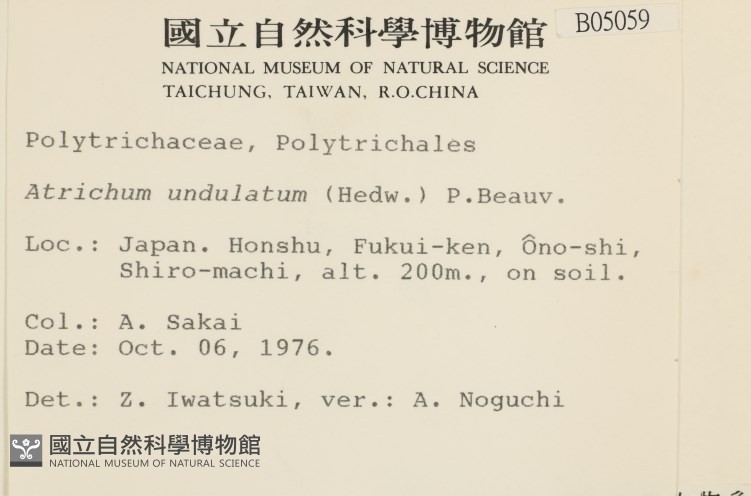 國立自然科學博物館
B05059
NATIONAL MUSEUM OF NATURAL SCIENCE
TAICHUNG, TAIWAN, R.O.CHINA
Polytrichaceae, Polytrichales
Atrichum undulatum (Hedw.) P.Beauv.
Loc.: Japan. Honshu, Fukui-ken, Ôno-shi,
Shiro-machi, alt. 200m., on soil.
Col.: A. Sakai
Date: Oct. 06, 1976.
Det.: Z. Iwatsuki, ver.: A. Noguchi
國立自然科學博物館
NATIONAL MUSEUM OF NATURAL SCIENCE